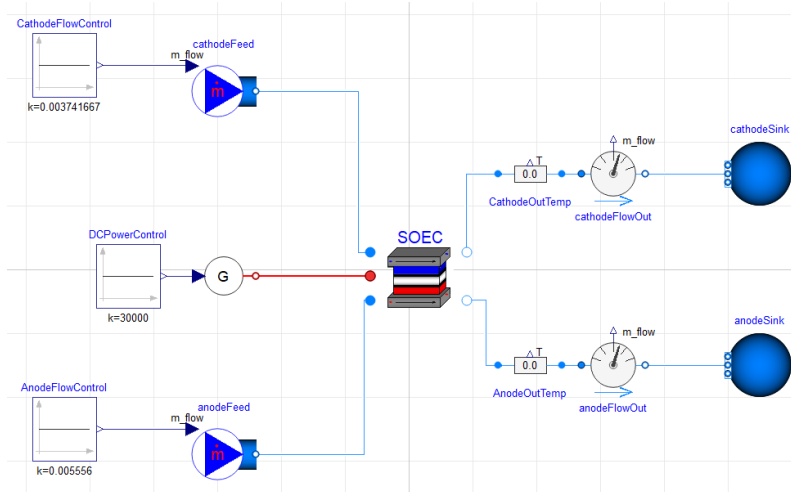 CathodeFlowControl
cathodeFeed
m_flow
ṁ
k=0.003741667
cathodeSink
m_flow
T
0.0
CathodeOutTemp
cathodeFlowOut
DCPowerControl
SOEC
G
k=30000
anodeSink
m_flow
T
0.0
AnodeOutTemp
anodeFlowOut
AnodeFlowControl
anodeFeed
m_flow
ṁ
k=0.005556